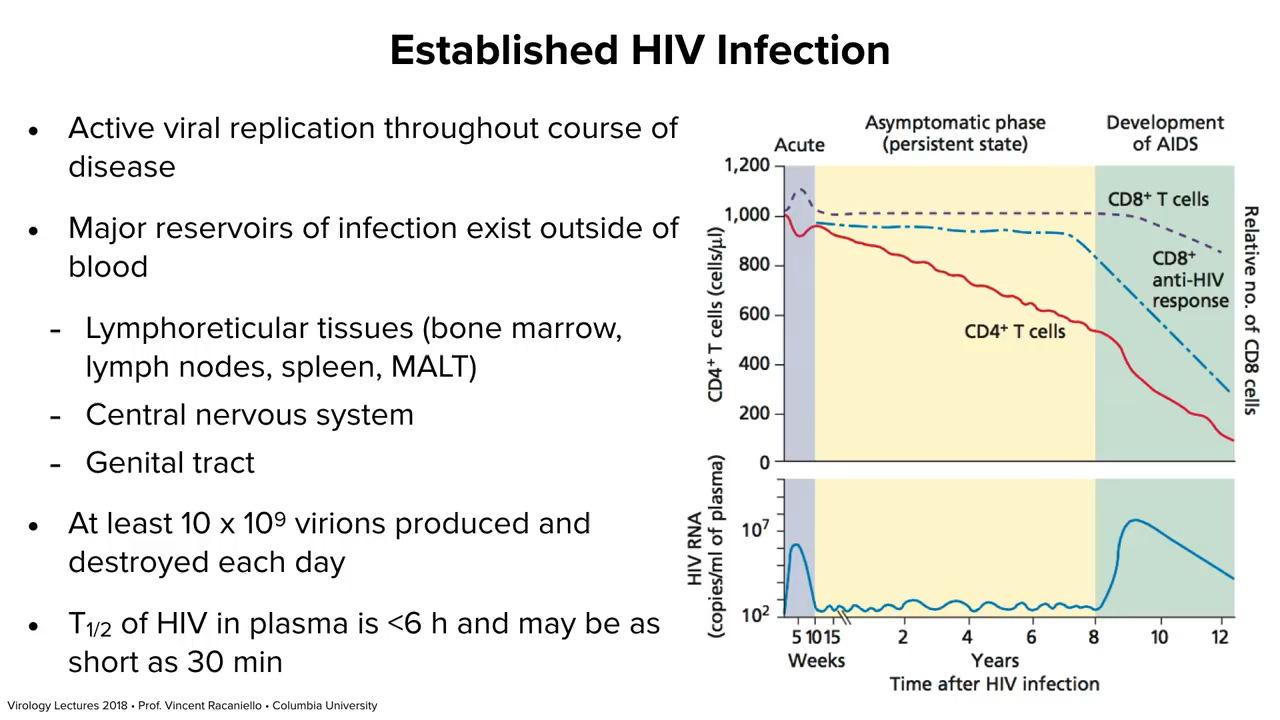 Established HIV Infection
• Active viral replication throughout course of
disease
• Major reservoirs of infection exist outside of
blood
- Lymphoreticular tissues (bone marrow,
lymph nodes, spleen, MALT)
- Central nervous system
- Genital tract
• At least 10 x 10⁹ virions produced and
destroyed each day
• T1/2 of HIV in plasma is <6 h and may be as
short as 30 min
Acute
Asymptomatic phase
(persistent state)
Development
of AIDS
CD4⁺ T cells (cells/µl)
1,200
1,000
800
600
400
200
0
CD8⁺ T cells
CD8⁺
anti-HIV
response
CD4⁺ T cells
Relative no. of CD8 cells
HIV RNA
(copies/ml of plasma)
10⁷
10²
5 10 15 2 4 6 8 10 12
Weeks Years
Time after HIV infection
Virology Lectures 2018 • Prof. Vincent Racaniello • Columbia University